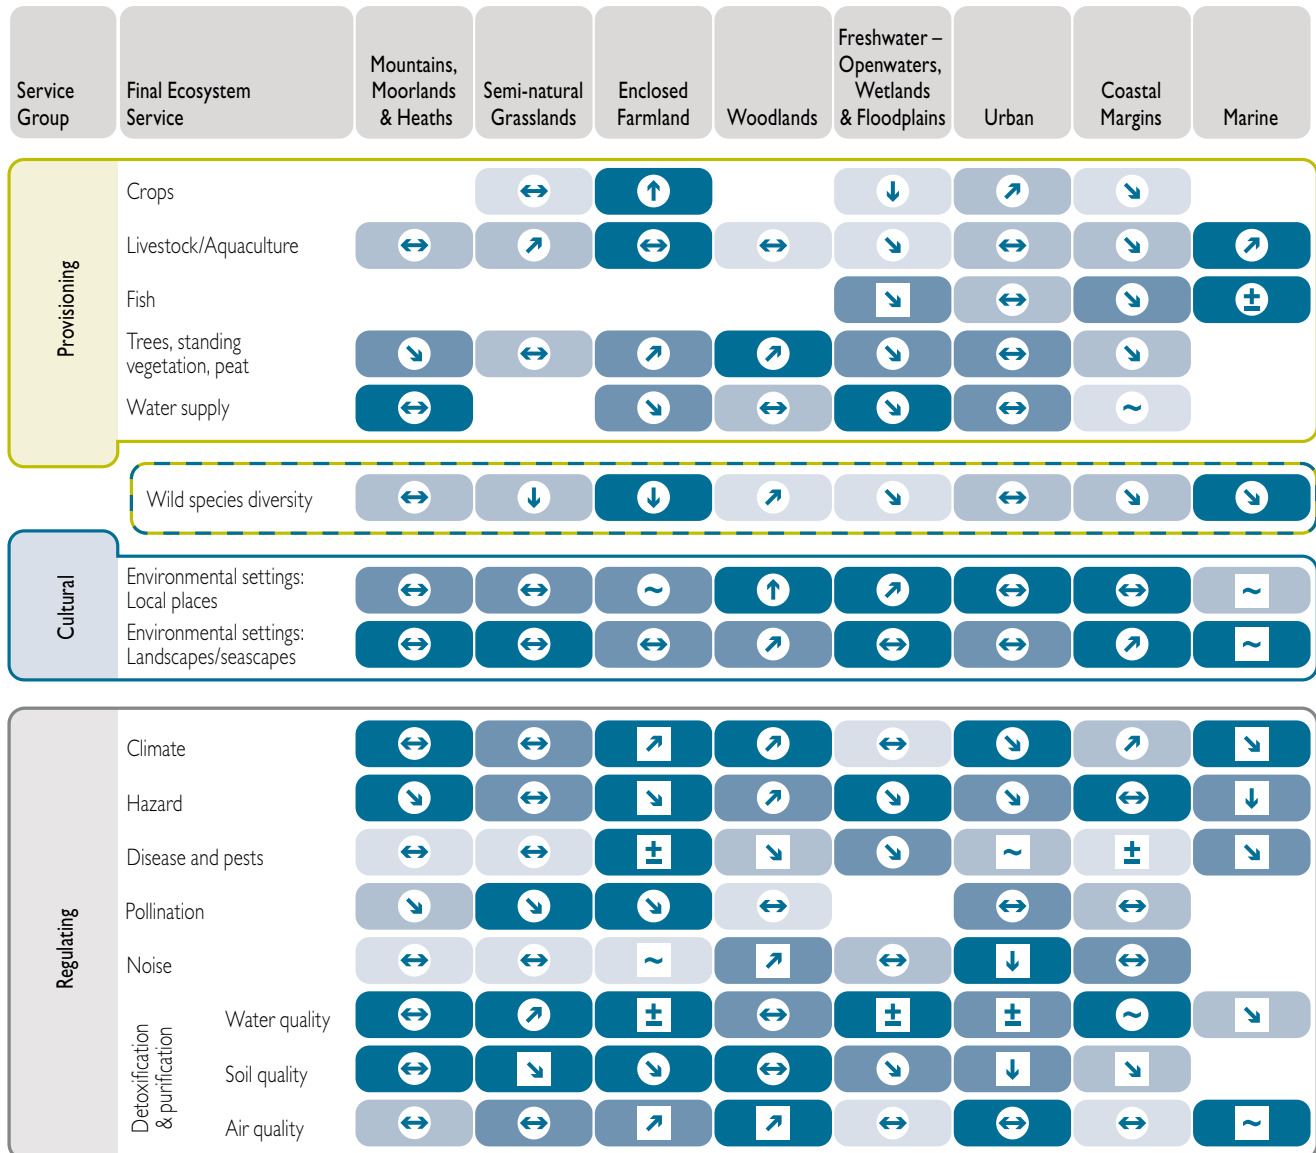 Service
Group
Final Ecosystem
Service
Mountains,
Moorlands
& Heaths
Semi-natural
Grasslands
Enclosed
Farmland
Woodlands
Freshwater –
Openwaters,
Wetlands
& Floodplains
Urban
Coastal
Margins
Marine
Provisioning
Crops
Livestock/Aquaculture
Fish
Trees, standing
vegetation, peat
Water supply
Wild species diversity
Cultural
Environmental settings:
Local places
Environmental settings:
Landscapes/seascapes
Regulating
Climate
Hazard
Disease and pests
Pollination
Noise
Detoxification
& purification
Water quality
Soil quality
Air quality